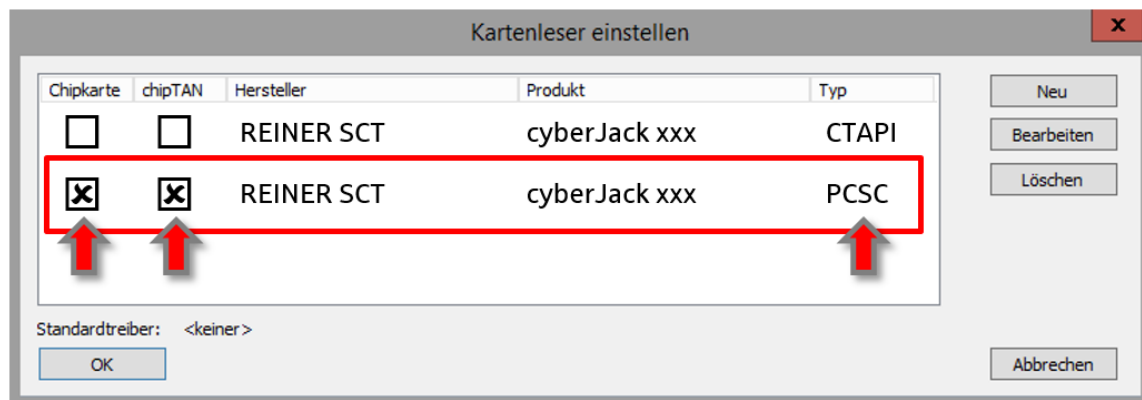 Kartenleser einstellen
x
Chipkarte chipTAN Hersteller Produkt Typ
Neu
REINER SCT cyberJack xxx CTAPI
Bearbeiten
REINER SCT cyberJack xxx PCSC
Löschen
Standardtreiber: <keiner>
OK
Abbrechen